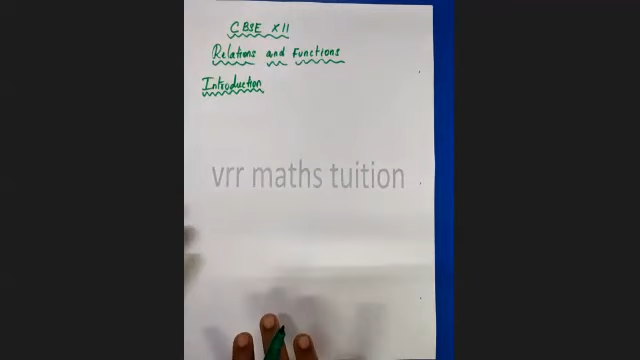 CBSE XII
Relations and Functions
Introduction
vrr maths tuition